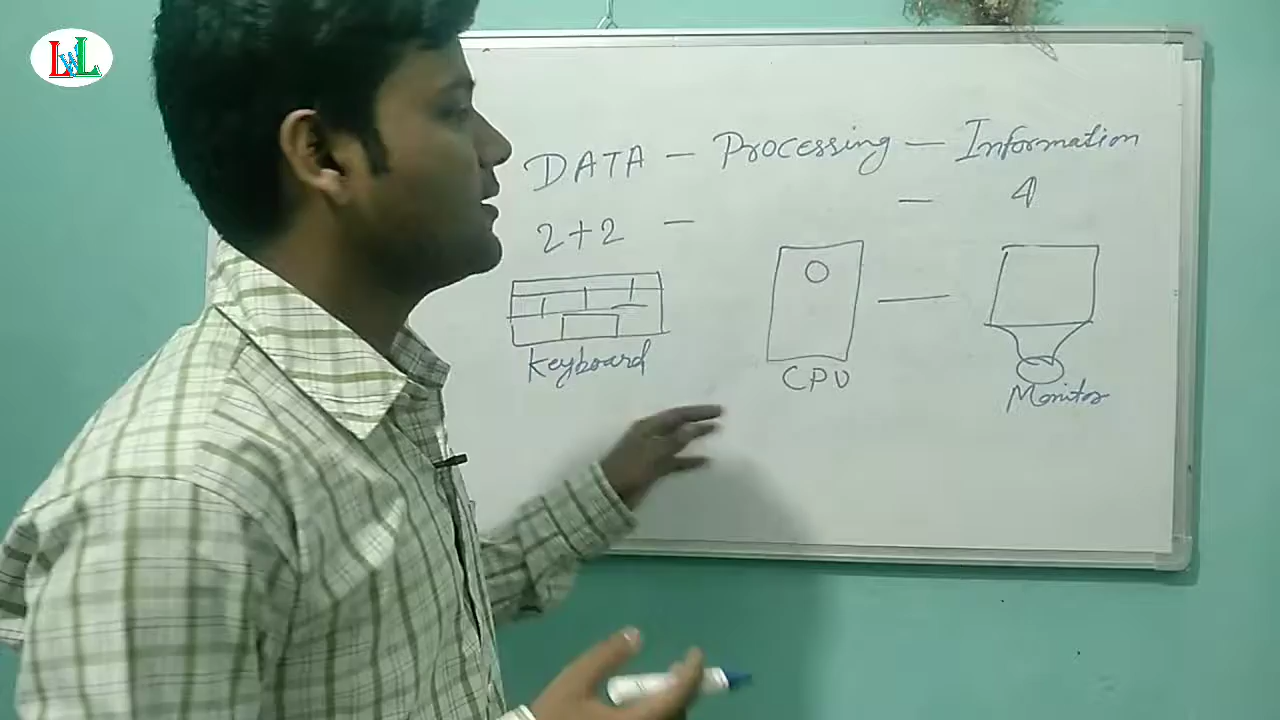 LWL
DATA - Processing - Information
2+2 - - 4
Keyboard
CPU
Monitor